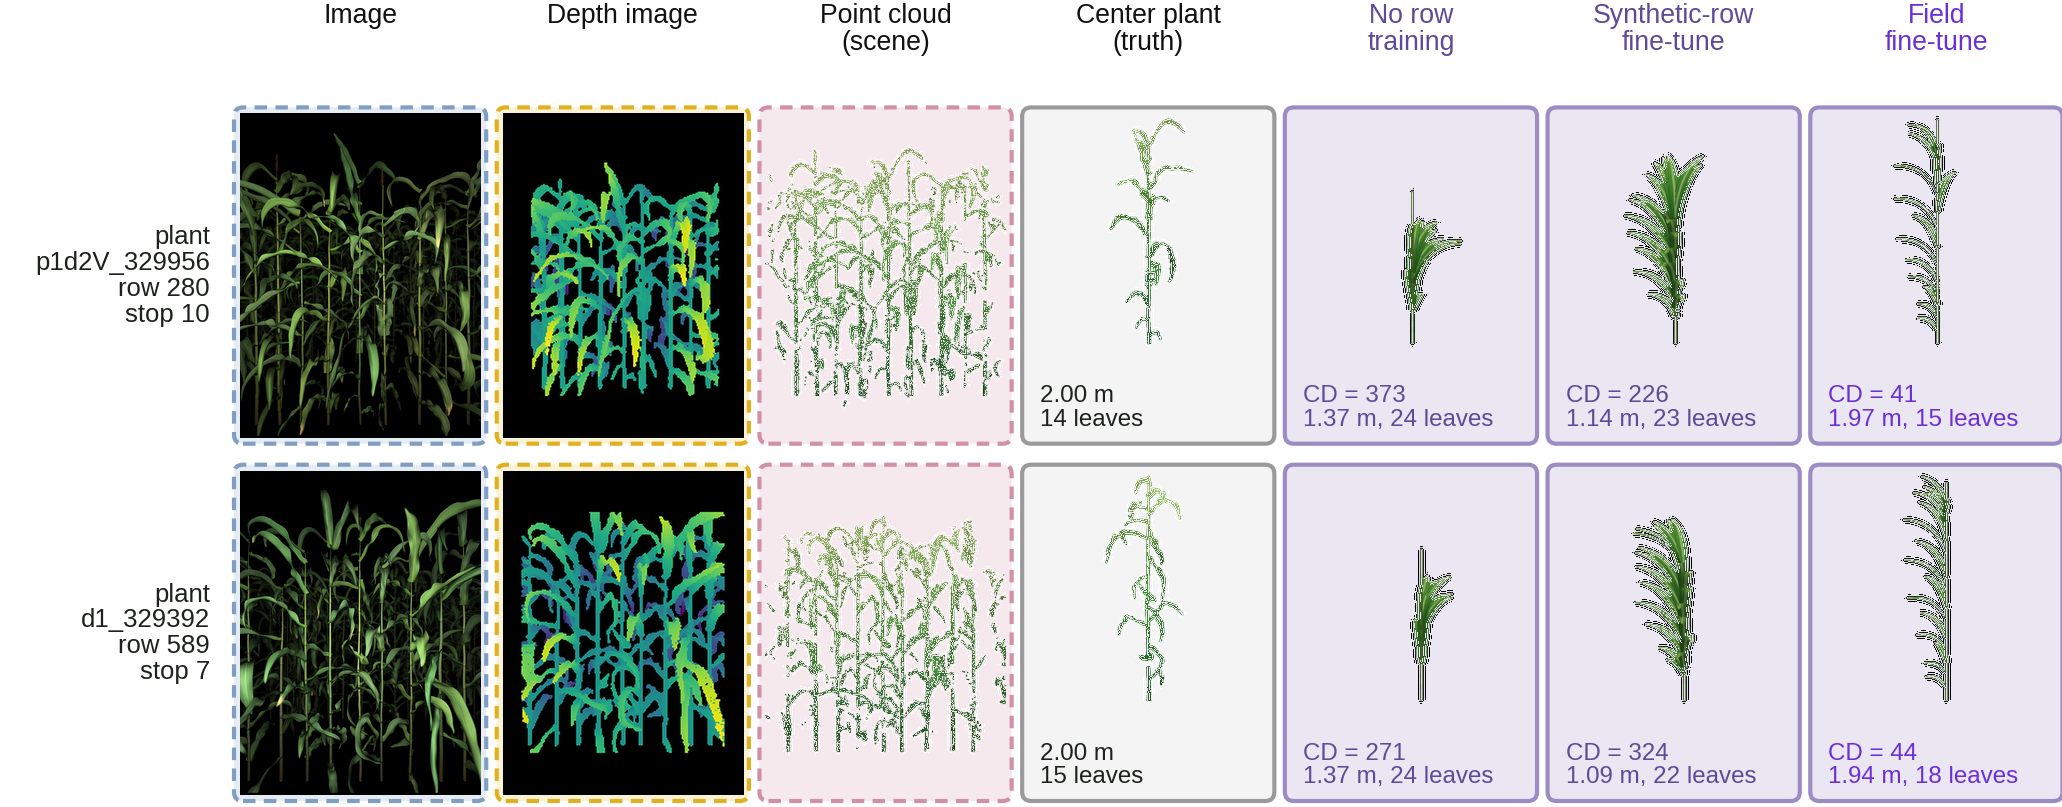 Image
Depth image
Point cloud
(scene)
Center plant
(truth)
No row
training
Synthetic-row
fine-tune
Field
fine-tune
plant
p1d2V_329956
row 280
stop 10
2.00 m
14 leaves
CD = 373
1.37 m, 24 leaves
CD = 226
1.14 m, 23 leaves
CD = 41
1.97 m, 15 leaves
plant
d1_329392
row 589
stop 7
2.00 m
15 leaves
CD = 271
1.37 m, 24 leaves
CD = 324
1.09 m, 22 leaves
CD = 44
1.94 m, 18 leaves